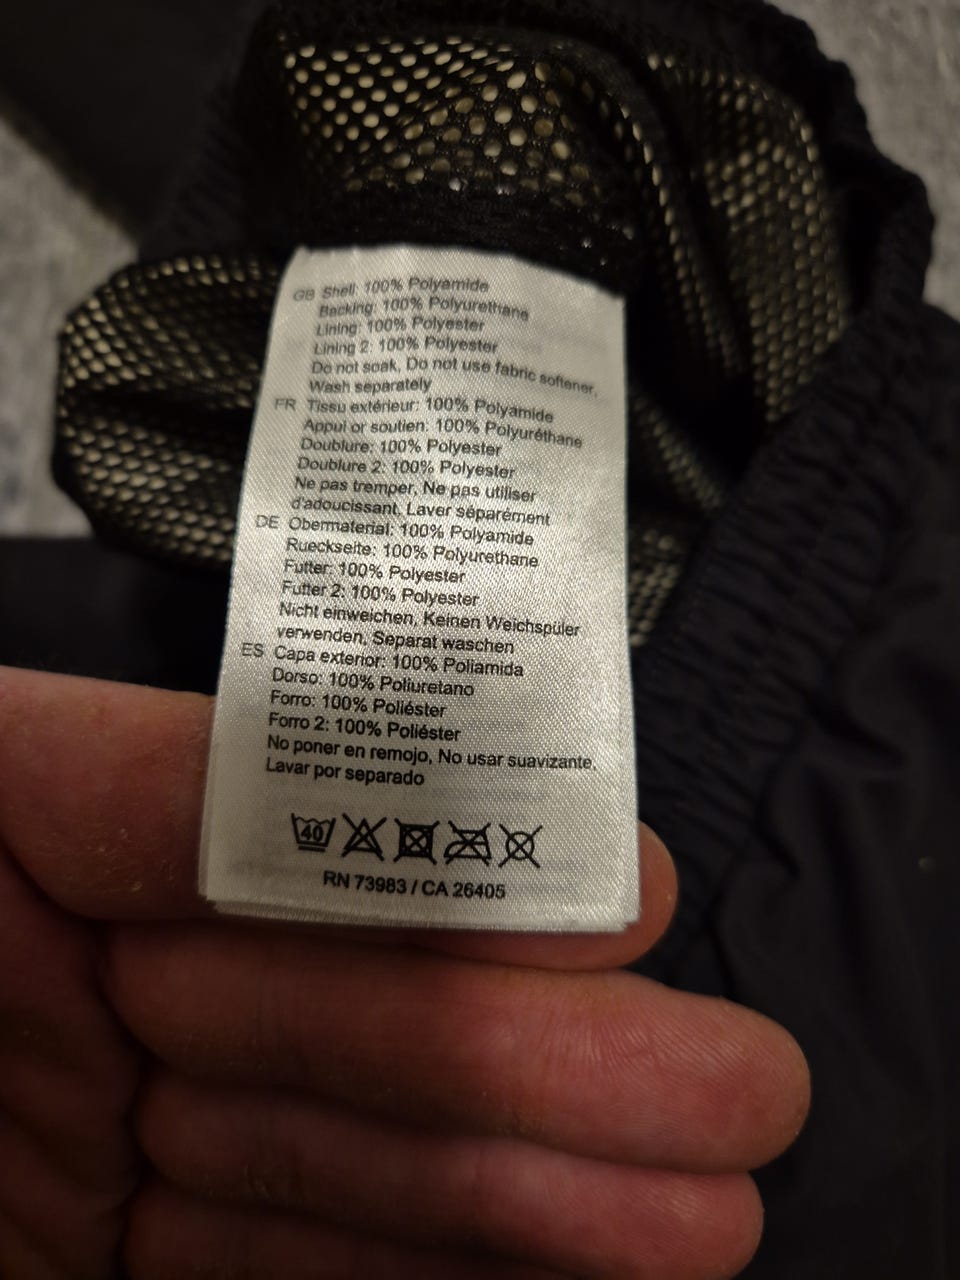 GB Shell: 100% Polyamide
Backing: 100% Polyurethane
Lining: 100% Polyester
Lining 2: 100% Polyester
Do not soak, Do not use fabric softener,
Wash separately
FR Tissu extérieur: 100% Polyamide
Appui or soutien: 100% Polyuréthane
Doublure: 100% Polyester
Doublure 2: 100% Polyester
Ne pas tremper, Ne pas utiliser
d'adoucissant, Laver séparément
DE Obermaterial: 100% Polyamide
Rueckseite: 100% Polyurethane
Futter: 100% Polyester
Futter 2: 100% Polyester
Nicht einweichen, Keinen Weichspüler
verwenden, Separat waschen
ES Capa exterior: 100% Poliamida
Dorso: 100% Poliuretano
Forro: 100% Poliéster
Forro 2: 100% Poliéster
No poner en remojo, No usar suavizante,
Lavar por separado
40
RN 73983 / CA 26405